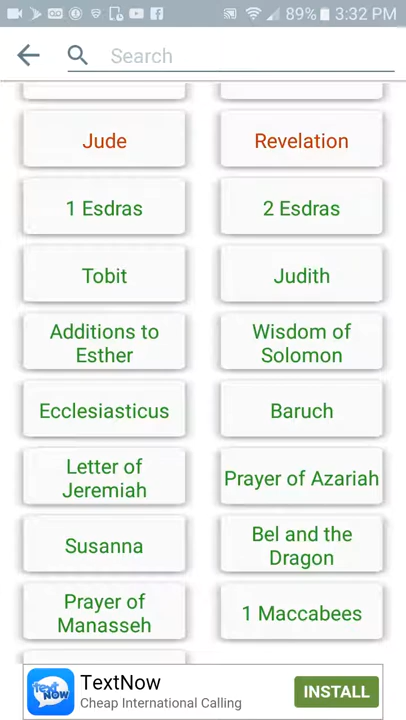 89% 3:32 PM
Search
Jude
Revelation
1 Esdras
2 Esdras
Tobit
Judith
Additions to
Esther
Wisdom of
Solomon
Ecclesiasticus
Baruch
Letter of
Jeremiah
Prayer of Azariah
Susanna
Bel and the
Dragon
Prayer of
Manasseh
1 Maccabees
text
NOW
TextNow
Cheap International Calling
INSTALL